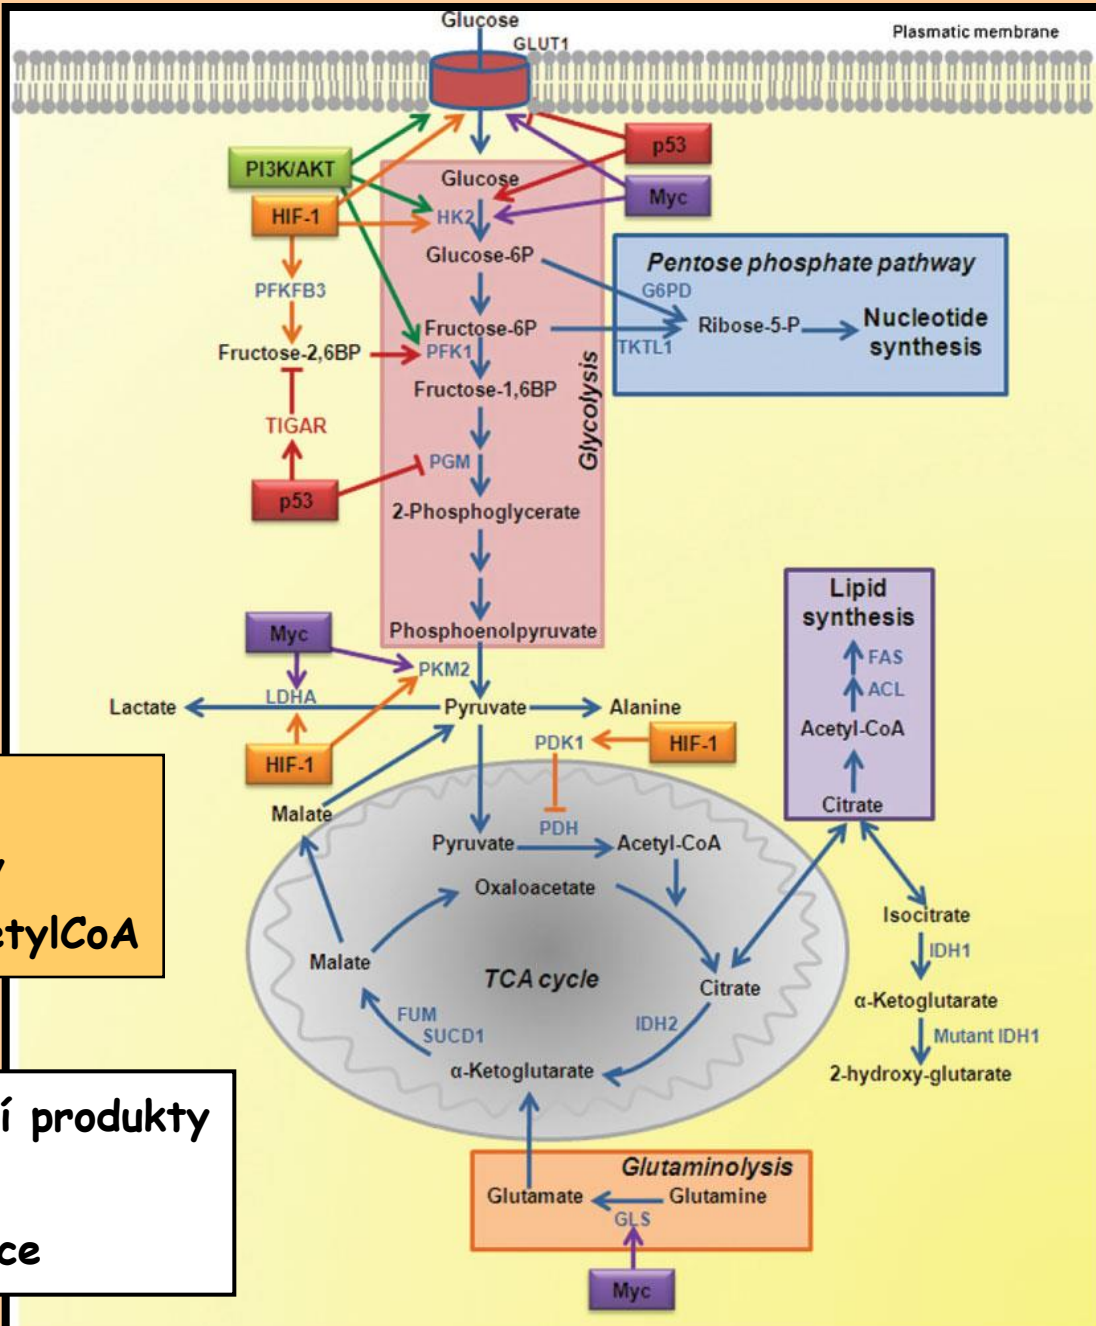 Glucose
Plasmatic membrane
GLUT1
p53
PI3K/AKT
Glucose
Myc
HIF-1
HK2
Glucose-6P
Pentose phosphate pathway
PFKFB3
G6PD
Fructose-6P
Ribose-5-P
Nucleotide
synthesis
Fructose-2,6BP
PFK1
TKTL1
Fructose-1,6BP
Glycolysis
TIGAR
PGM
p53
2-Phosphoglycerate
Lipid
synthesis
Myc
Phosphoenolpyruvate
FAS
PKM2
LDHA
ACL
Lactate
Pyruvate
Alanine
Acetyl-CoA
PDK1
HIF-1
HIF-1
Malate
Citrate
PDH
Pyruvate
Acetyl-CoA
Oxaloacetate
etylCoA
Isocitrate
IDH1
Malate
TCA cycle
Citrate
α-Ketoglutarate
FUM
SUCD1
IDH2
Mutant IDH1
α-Ketoglutarate
2-hydroxy-glutarate
í produkty
Glutaminolysis
Glutamate
Glutamine
GLS
ce
Myc